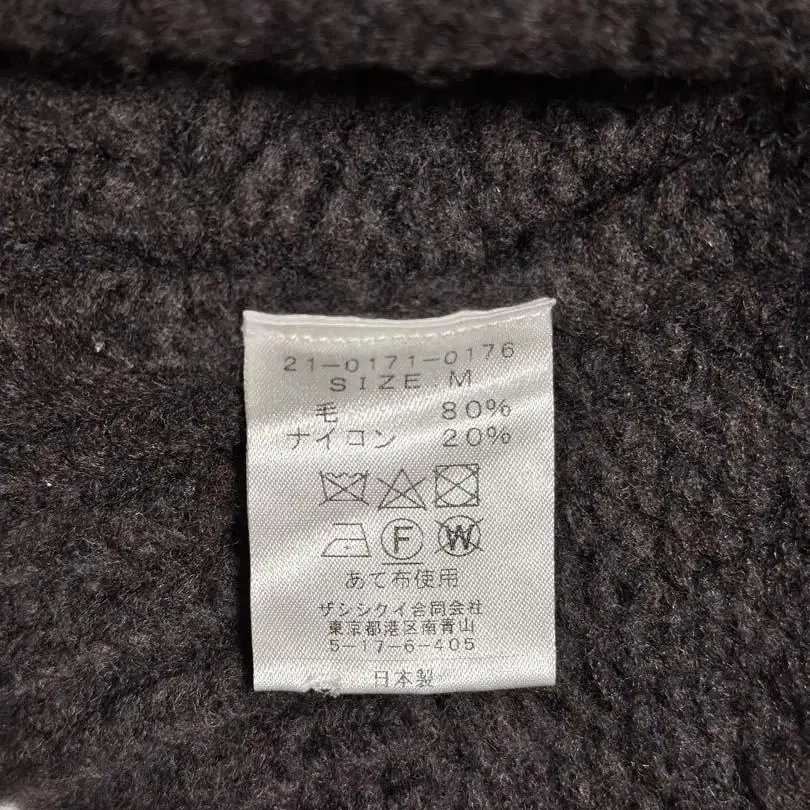 21-0171-0176
SIZE.M
毛 80%
ナイロン 20%
F W
あて布使用
ザシシクイ合同会社
東京都港区南青山
5-17-6-405
日本製